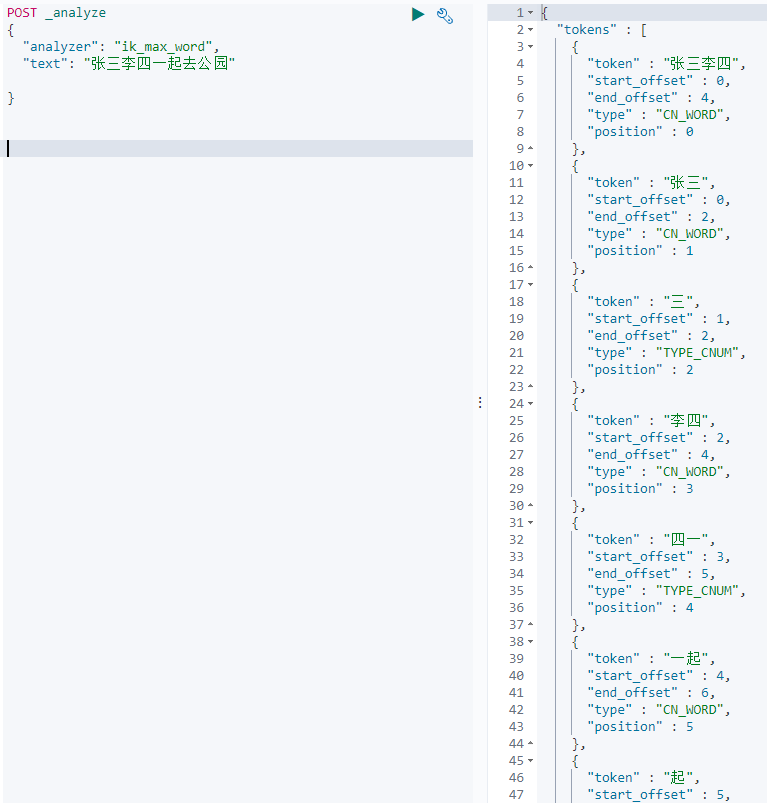 POST _analyze
{
"analyzer": "ik_max_word",
"text": "张三李四一起去公园"
}
1 {
2 "tokens" : [
3 {
4 "token" : "张三李四",
5 "start_offset" : 0,
6 "end_offset" : 4,
7 "type" : "CN_WORD",
8 "position" : 0
9 },
10 {
11 "token" : "张三",
12 "start_offset" : 0,
13 "end_offset" : 2,
14 "type" : "CN_WORD",
15 "position" : 1
16 },
17 {
18 "token" : "三",
19 "start_offset" : 1,
20 "end_offset" : 2,
21 "type" : "TYPE_CNUM",
22 "position" : 2
23 },
24 {
25 "token" : "李四",
26 "start_offset" : 2,
27 "end_offset" : 4,
28 "type" : "CN_WORD",
29 "position" : 3
30 },
31 {
32 "token" : "四一",
33 "start_offset" : 3,
34 "end_offset" : 5,
35 "type" : "TYPE_CNUM",
36 "position" : 4
37 },
38 {
39 "token" : "一起",
40 "start_offset" : 4,
41 "end_offset" : 6,
42 "type" : "CN_WORD",
43 "position" : 5
44 },
45 {
46 "token" : "起",
47 "start_offset" : 5,